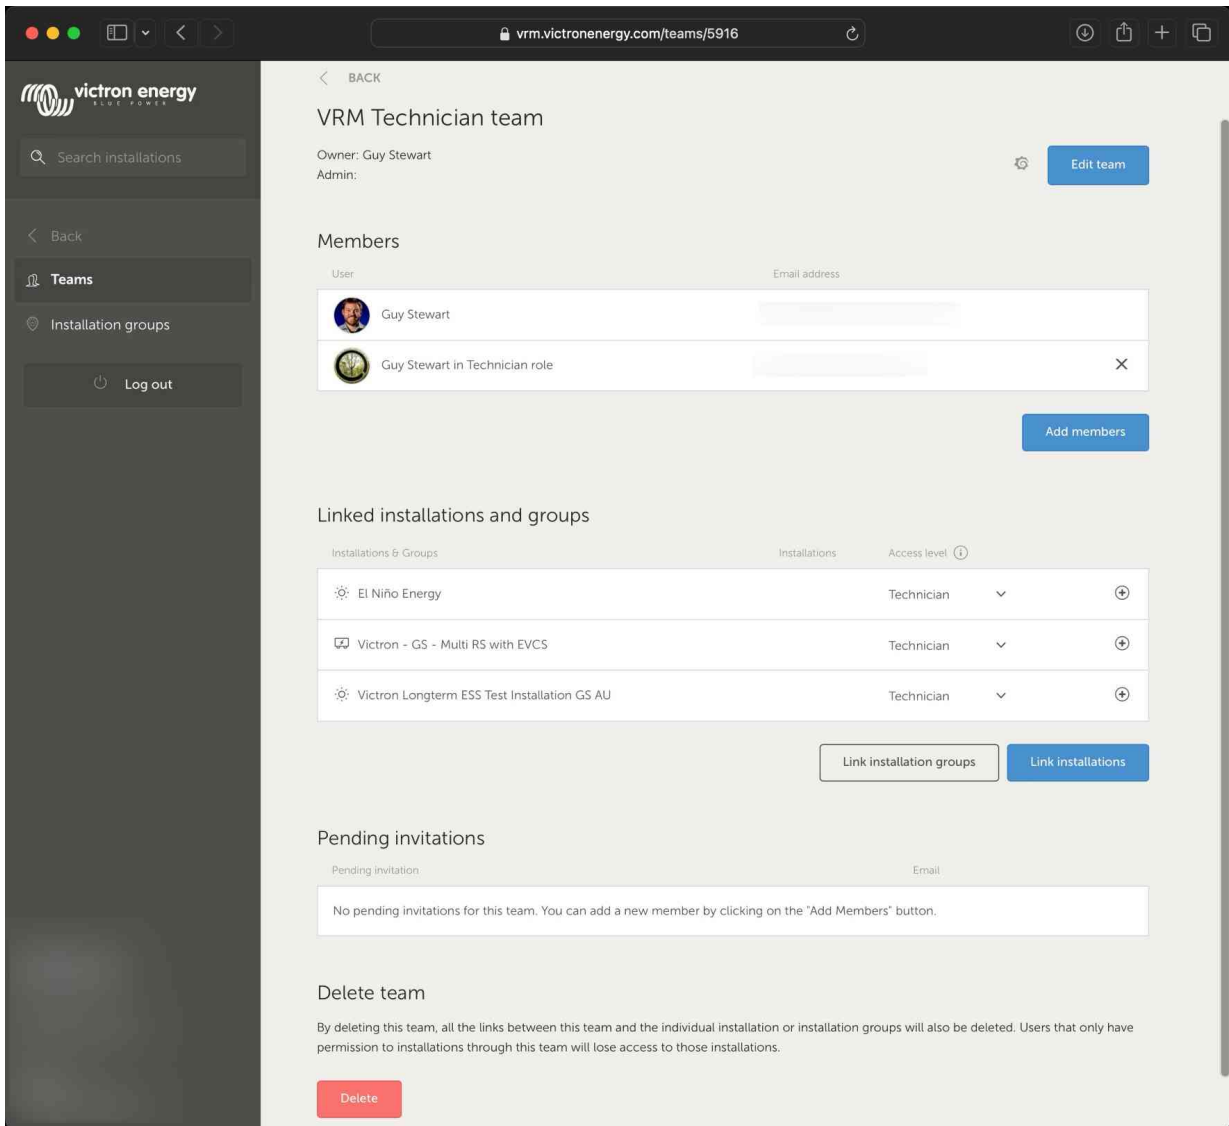 vrm.victronenergy.com/teams/5916
victron energy
BLUE POWER
Search installations
Back
Teams
Installation groups
Log out
BACK
VRM Technician team
Owner: Guy Stewart
Admin:
Edit team
Members
User Email address
Guy Stewart
Guy Stewart in Technician role
Add members
Linked installations and groups
Installations & Groups Installations Access level
El Niño Energy Technician
Victron - GS - Multi RS with EVCS Technician
Victron Longterm ESS Test Installation GS AU Technician
Link installation groups Link installations
Pending invitations
Pending invitation Email
No pending invitations for this team. You can add a new member by clicking on the "Add Members" button.
Delete team
By deleting this team, all the links between this team and the individual installation or installation groups will also be deleted. Users that only have
permission to installations through this team will lose access to those installations.
Delete